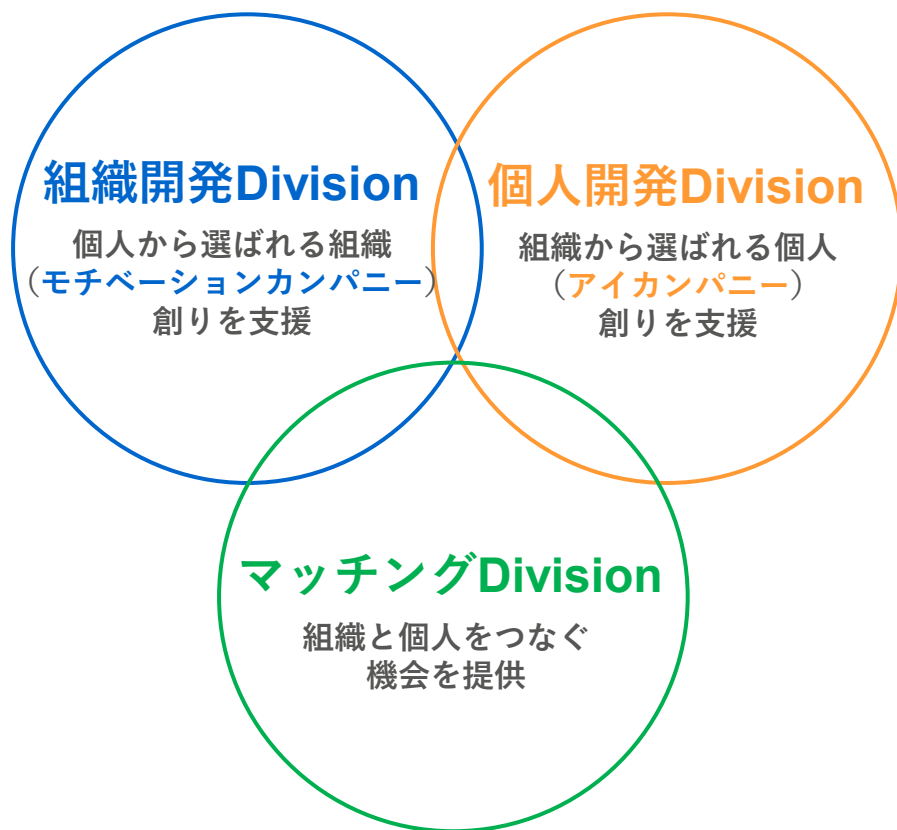 組織開発Division
個人から選ばれる組織
（モチベーションカンパニー）
創りを支援
個人開発Division
組織から選ばれる個人
（アイカンパニー）
創りを支援
マッチングDivision
組織と個人をつなぐ
機会を提供